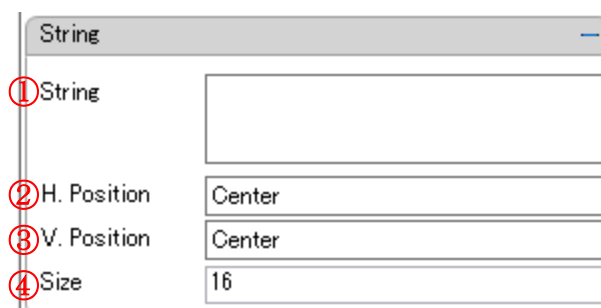 String
①String
②H. Position Center
③V. Position Center
④Size 16